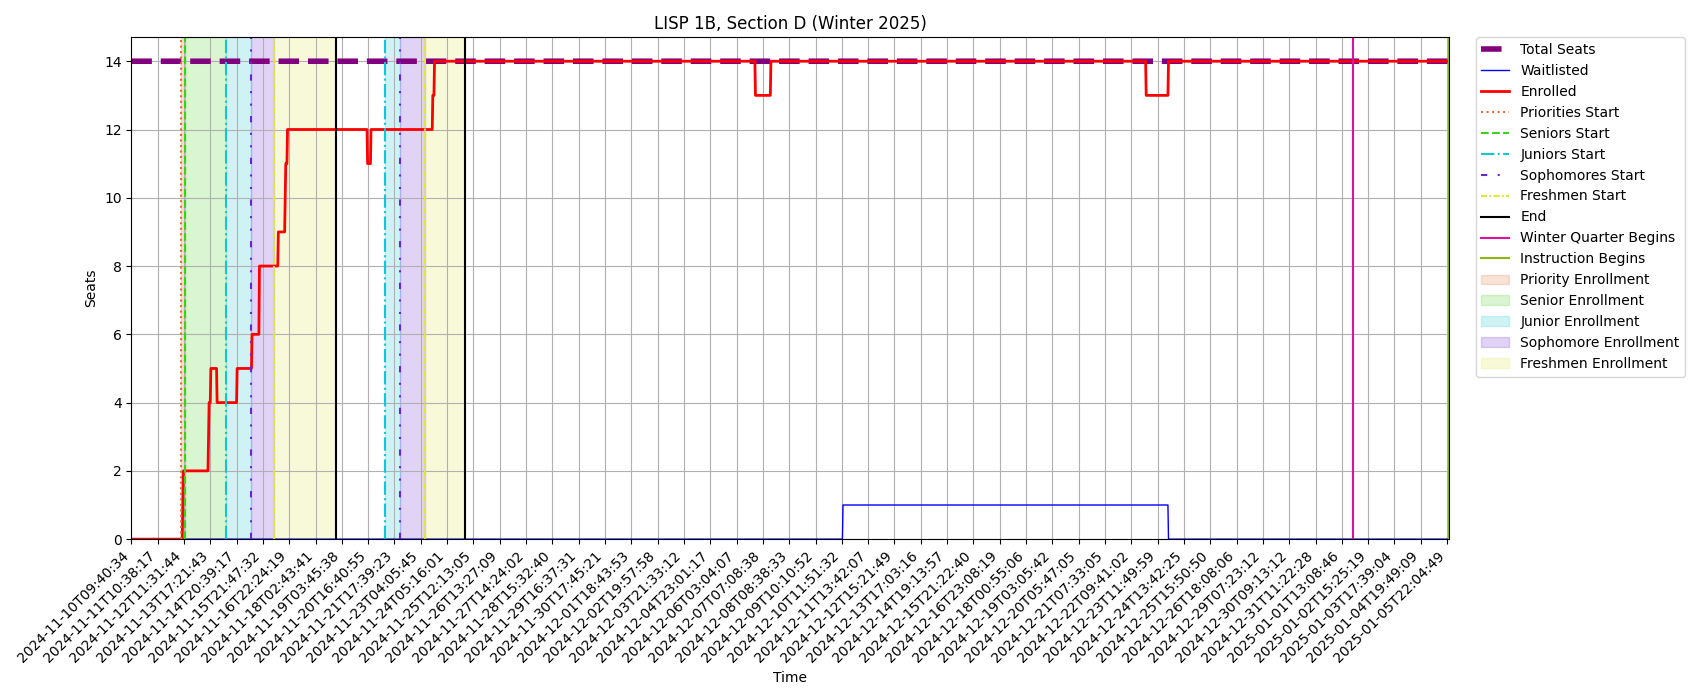 LISP 1B, Section D (Winter 2025)
Seats
14
12
10
8
6
4
2
0
2024-11-10T09:40:34
2024-11-11T10:38:17
2024-11-12T11:31:44
2024-11-13T17:21:43
2024-11-14T20:39:17
2024-11-15T21:47:32
2024-11-16T22:24:19
2024-11-18T02:43:41
2024-11-19T03:45:38
2024-11-20T16:40:55
2024-11-21T17:39:23
2024-11-23T04:05:45
2024-11-24T05:16:01
2024-11-25T12:13:05
2024-11-26T13:27:09
2024-11-27T14:24:02
2024-11-28T15:32:40
2024-11-29T16:37:31
2024-11-30T17:45:21
2024-12-01T18:43:53
2024-12-02T19:57:58
2024-12-03T21:33:12
2024-12-04T23:01:17
2024-12-06T03:04:07
2024-12-07T07:08:38
2024-12-08T08:38:33
2024-12-09T10:10:52
2024-12-10T11:51:32
2024-12-11T13:42:07
2024-12-12T15:21:49
2024-12-13T17:03:16
2024-12-14T19:13:57
2024-12-15T21:22:40
2024-12-16T23:08:19
2024-12-18T00:55:06
2024-12-19T03:05:42
2024-12-20T05:47:05
2024-12-21T07:33:05
2024-12-22T09:41:02
2024-12-23T11:49:59
2024-12-24T13:42:25
2024-12-25T15:50:50
2024-12-26T18:08:06
2024-12-29T07:23:12
2024-12-30T09:13:12
2024-12-31T11:22:28
2025-01-01T13:08:46
2025-01-02T15:25:19
2025-01-03T17:39:04
2025-01-04T19:49:09
2025-01-05T22:04:49
Time
Total Seats
Waitlisted
Enrolled
Priorities Start
Seniors Start
Juniors Start
Sophomores Start
Freshmen Start
End
Winter Quarter Begins
Instruction Begins
Priority Enrollment
Senior Enrollment
Junior Enrollment
Sophomore Enrollment
Freshmen Enrollment